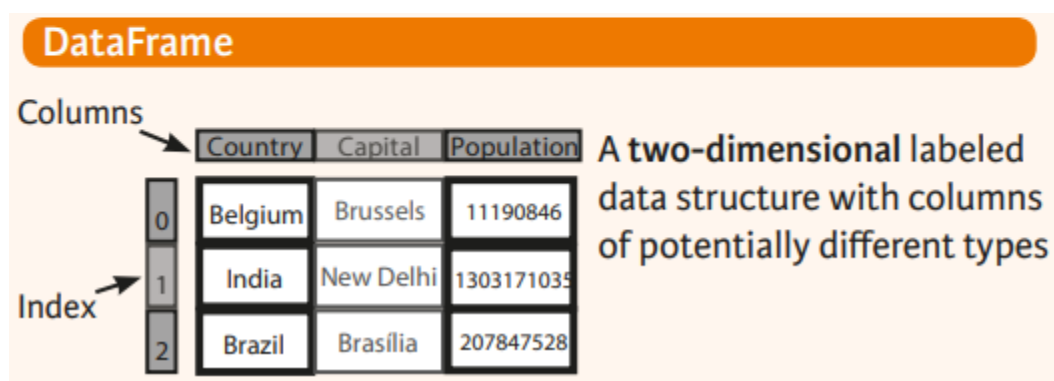 DataFrame
Columns
Country Capital Population
A two-dimensional labeled
data structure with columns
of potentially different types
0 Belgium Brussels 11190846
Index
1 India New Delhi 1303171035
2 Brazil Brasília 207847528